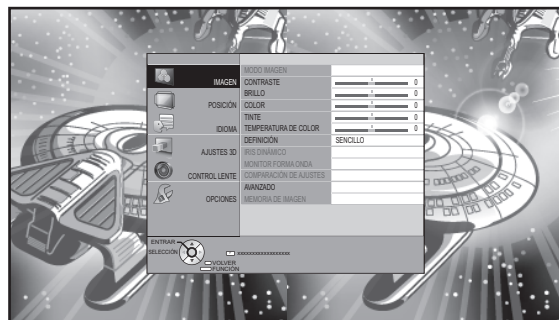 IMAGEN
POSICIÓN
IDIOMA
AJUSTES 3D
CONTROL LENTE
OPCIONES
MODO IMAGEN
CONTRASTE 0
BRILLO 0
COLOR 0
TINTE 0
TEMPERATURA DE COLOR 0
DEFINICIÓN SENCILLO
IRIS DINÁMICO
MONITOR FORMA ONDA
COMPARACIÓN DE AJUSTES
AVANZADO
MEMORIA DE IMAGEN
ENTRAR
SELECCIÓN
xxxxxxxxxxxxxxxxxxx
VOLVER
FUNCIÓN